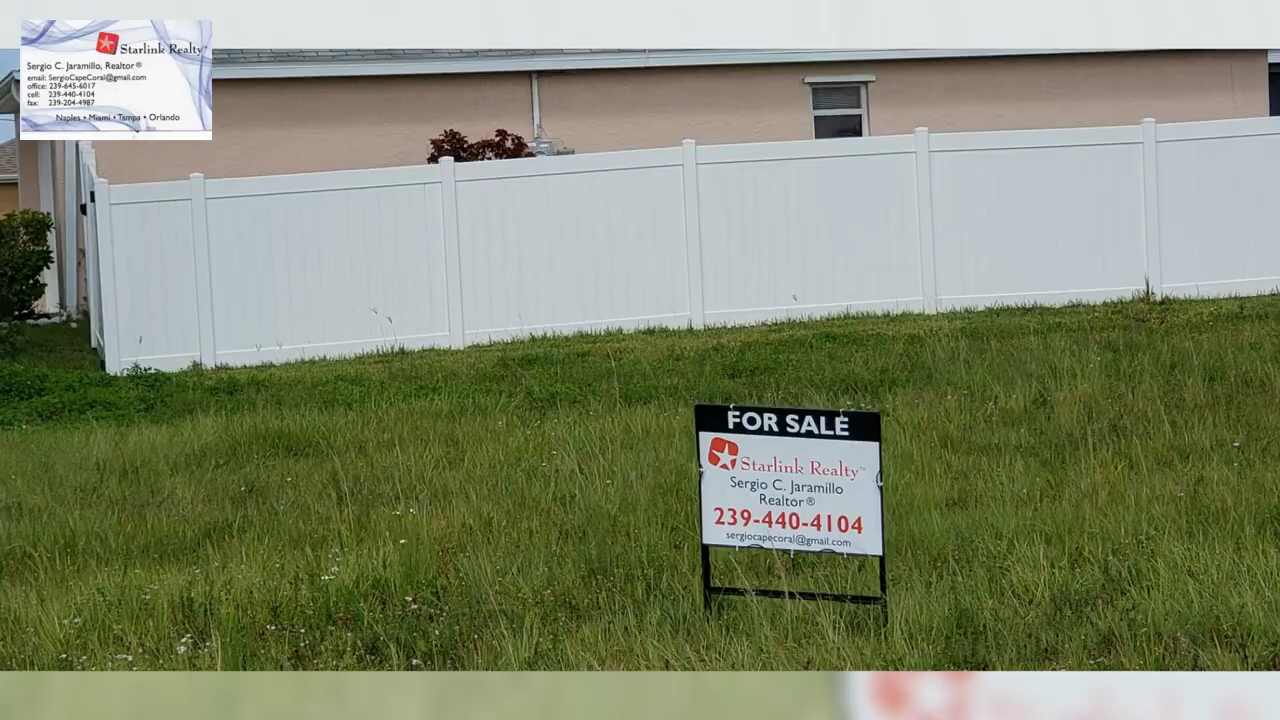 Starlink Realty
Sergio C. Jaramillo, Realtor®
email: SergioCapeCoral@gmail.com
office: 239-645-6017
cell: 239-440-4104
fax: 239-204-4987
Naples • Miami • Tampa • Orlando
FOR SALE
Starlink Realty™
Sergio C. Jaramillo
Realtor®
239-440-4104
sergiocapecoral@gmail.com